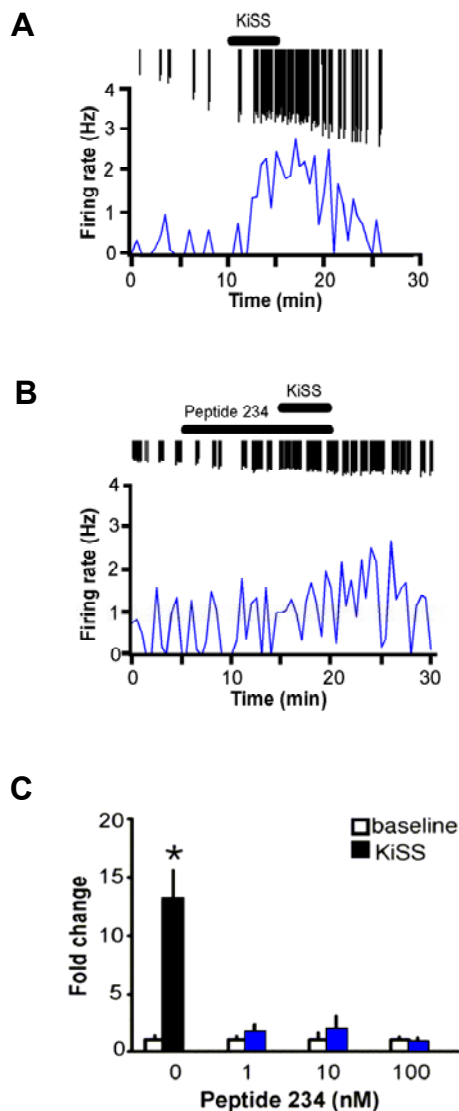 A
KiSS
4
3
2
1
0
Firing rate (Hz)
0 10 20 30
Time (min)
B
KiSS
Peptide 234
4
3
2
1
0
Firing rate (Hz)
0 10 20 30
Time (min)
C
20
15
10
5
0
Fold change
baseline
KiSS
*
0 1 10 100
Peptide 234 (nM)